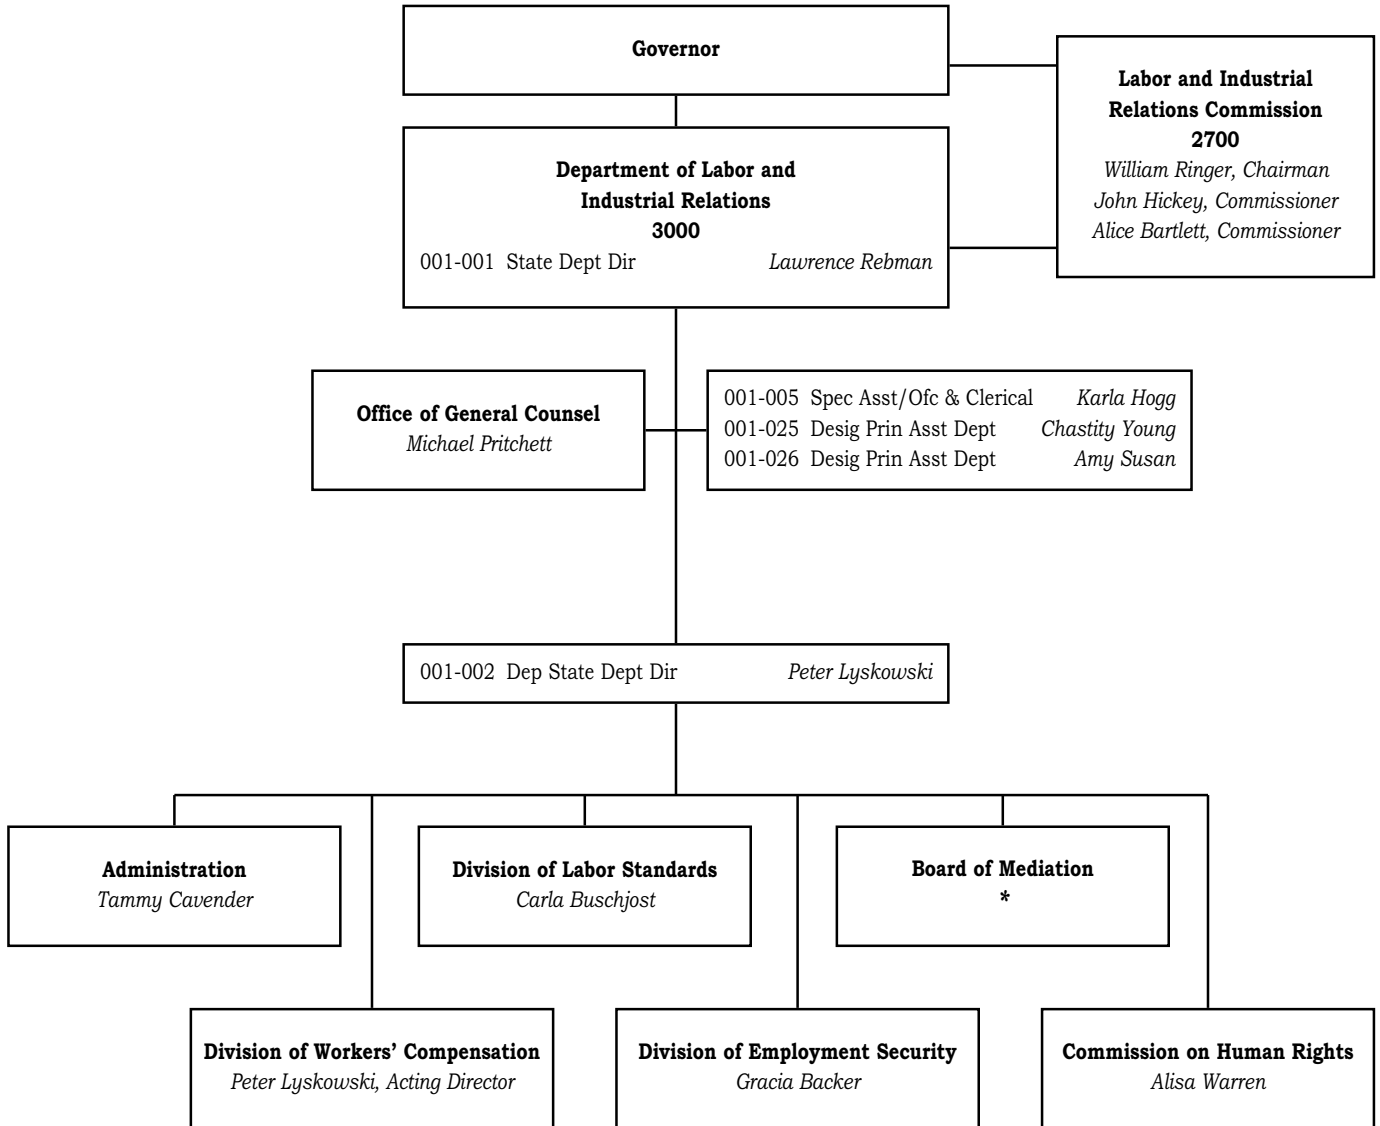 Governor
Labor and Industrial
Relations Commission
2700
William Ringer, Chairman
John Hickey, Commissioner
Alice Bartlett, Commissioner
Department of Labor and
Industrial Relations
3000
001-001 State Dept Dir Lawrence Rebman
Office of General Counsel
Michael Pritchett
001-005 Spec Asst/Ofc & Clerical Karla Hogg
001-025 Desig Prin Asst Dept Chastity Young
001-026 Desig Prin Asst Dept Amy Susan
001-002 Dep State Dept Dir Peter Lyskowski
Administration
Tammy Cavender
Division of Labor Standards
Carla Buschjost
Board of Mediation
*
Division of Workers’ Compensation
Peter Lyskowski, Acting Director
Division of Employment Security
Gracia Backer
Commission on Human Rights
Alisa Warren